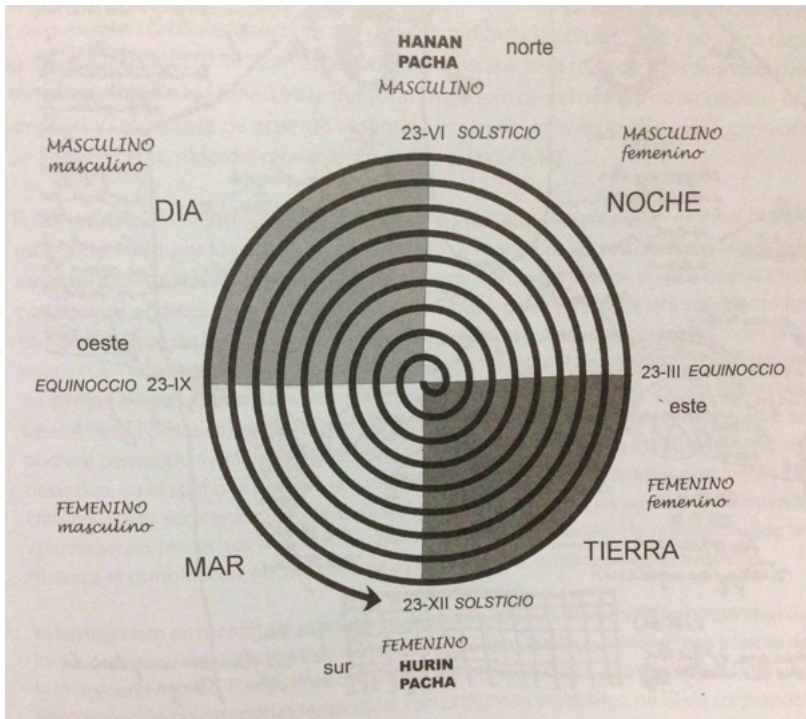 HANAN norte
PACHA
MASCULINO
23-VI SOLSTICIO
MASCULINO
masculino
MASCULINO
femenino
DIA
NOCHE
oeste
EQUINOCCIO 23-IX
23-III EQUINOCCIO
este
FEMENINO
masculino
FEMENINO
femenino
MAR
TIERRA
23-XII SOLSTICIO
FEMENINO
sur HURIN
PACHA